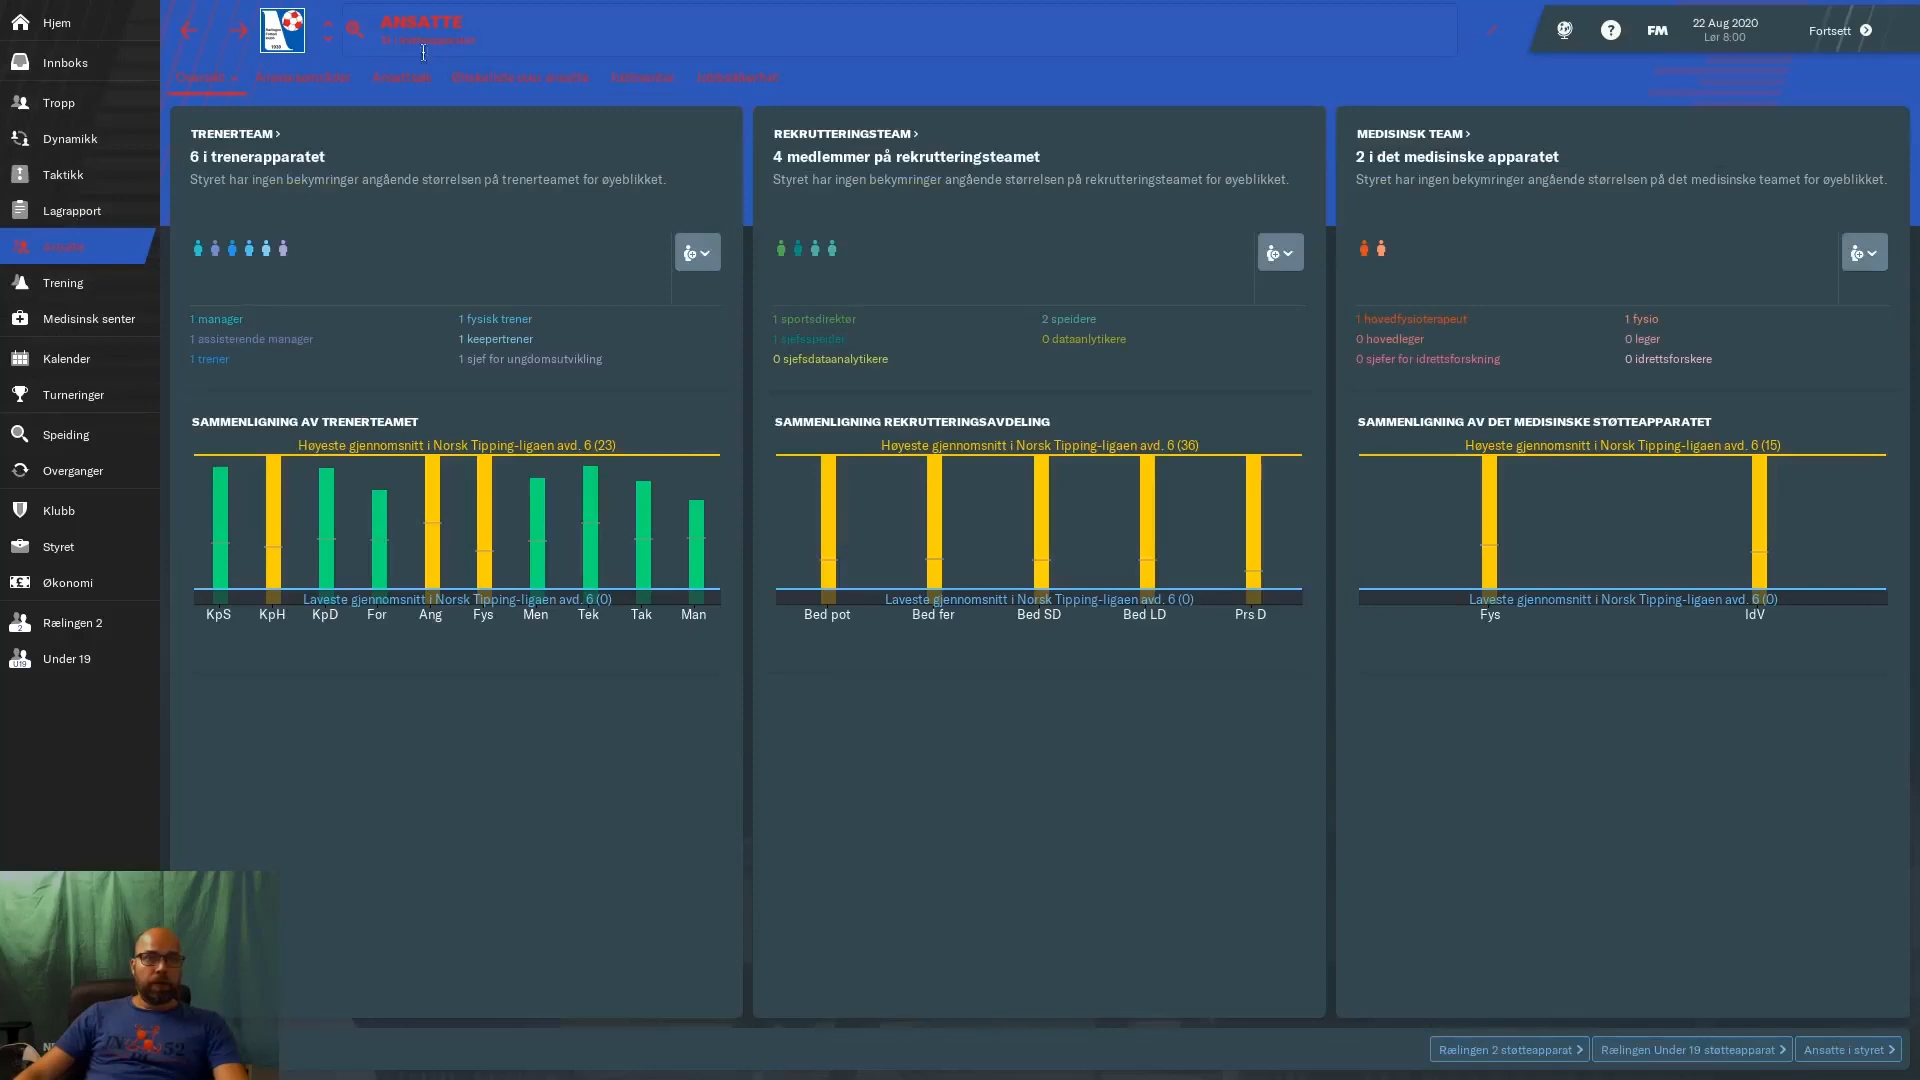 Hjem
Innboks
Tropp
Dynamikk
Taktikk
Lagrapport
Ansatte
Trening
Medisinsk senter
Kalender
Turneringer
Speiding
Overganger
Klubb
Styret
Økonomi
Rælingen 2
Under 19
ANSATTE
22 Aug 2020
Lør 8:00
FM
Fortsett
Oversikt
Ansvarsområder
Ansattsøk
Jobbsenter
Jobbsikkerhet
TRENERTEAM >
6 i trenerapparatet
Styret har ingen bekymringer angående størrelsen på trenerteamet for øyeblikket.
1 manager
1 fysisk trener
1 assisterende manager
1 keepertrener
1 trener
1 sjef for ungdomsutvikling
SAMMENLIGNING AV TRENERTEAMET
Høyeste gjennomsnitt i Norsk Tipping-ligaen avd. 6 (23)
Laveste gjennomsnitt i Norsk Tipping-ligaen avd. 6 (0)
KpS KpH KpD For Ang Fys Men Tek Tak Man
REKRUTTERINGSTEAM >
4 medlemmer på rekrutteringsteamet
Styret har ingen bekymringer angående størrelsen på rekrutteringsteamet for øyeblikket.
1 sportsdirektør
2 speidere
1 sjefsspeider
0 dataanlytikere
0 sjefsdataanalytikere
SAMMENLIGNING REKRUTTERINGSAVDELING
Høyeste gjennomsnitt i Norsk Tipping-ligaen avd. 6 (36)
Laveste gjennomsnitt i Norsk Tipping-ligaen avd. 6 (0)
Bed pot Bed fer Bed SD Bed LD Prs D
MEDISINSK TEAM >
2 i det medisinske apparatet
Styret har ingen bekymringer angående størrelsen på det medisinske teamet for øyeblikket.
1 hovedfysioterapeut
1 fysio
0 hovedleger
0 leger
0 sjefer for idrettsforskning
0 idrettsforskere
SAMMENLIGNING AV DET MEDISINSKE STØTTEAPPARATET
Høyeste gjennomsnitt i Norsk Tipping-ligaen avd. 6 (15)
Laveste gjennomsnitt i Norsk Tipping-ligaen avd. 6 (0)
Fys IdV
Rælingen 2 støtteapparat >
Rælingen Under 19 støtteapparat >
Ansatte i styret >